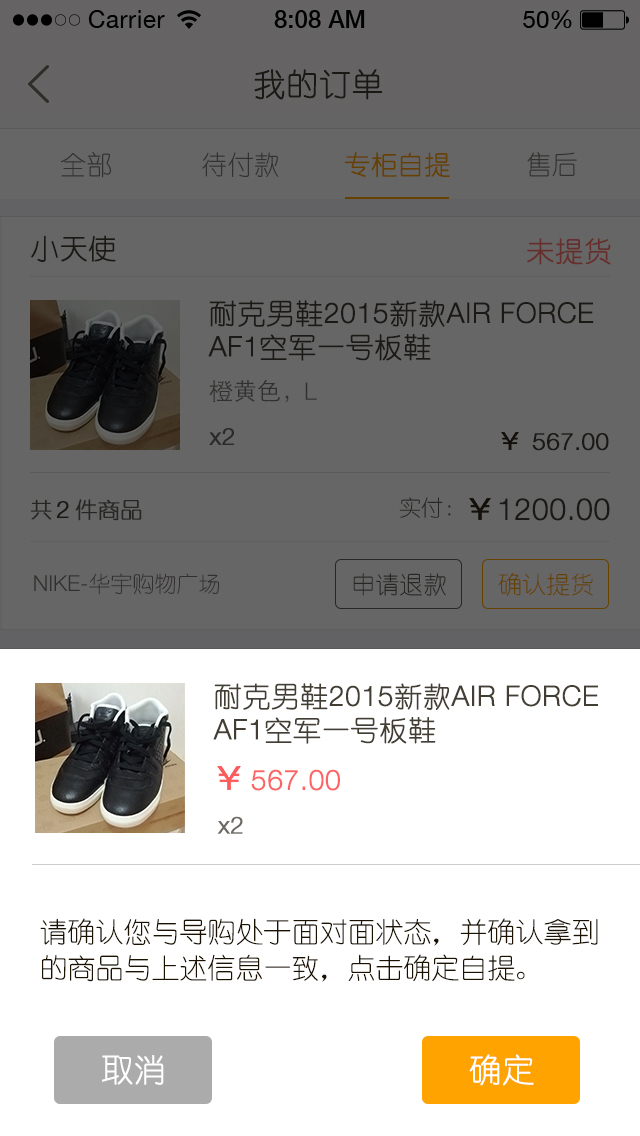 Carrier 8:08 AM 50%
我的订单
全部 待付款 专柜自提 售后
小天使 未提货
耐克男鞋2015新款AIR FORCE
AF1空军一号板鞋
橙黄色，L
x2 ￥ 567.00
共2件商品 实付：￥1200.00
NIKE-华宇购物广场 申请退款 确认提货
耐克男鞋2015新款AIR FORCE
AF1空军一号板鞋
￥ 567.00
x2
请确认您与导购处于面对面状态，并确认拿到
的商品与上述信息一致，点击确定自提。
取消 确定